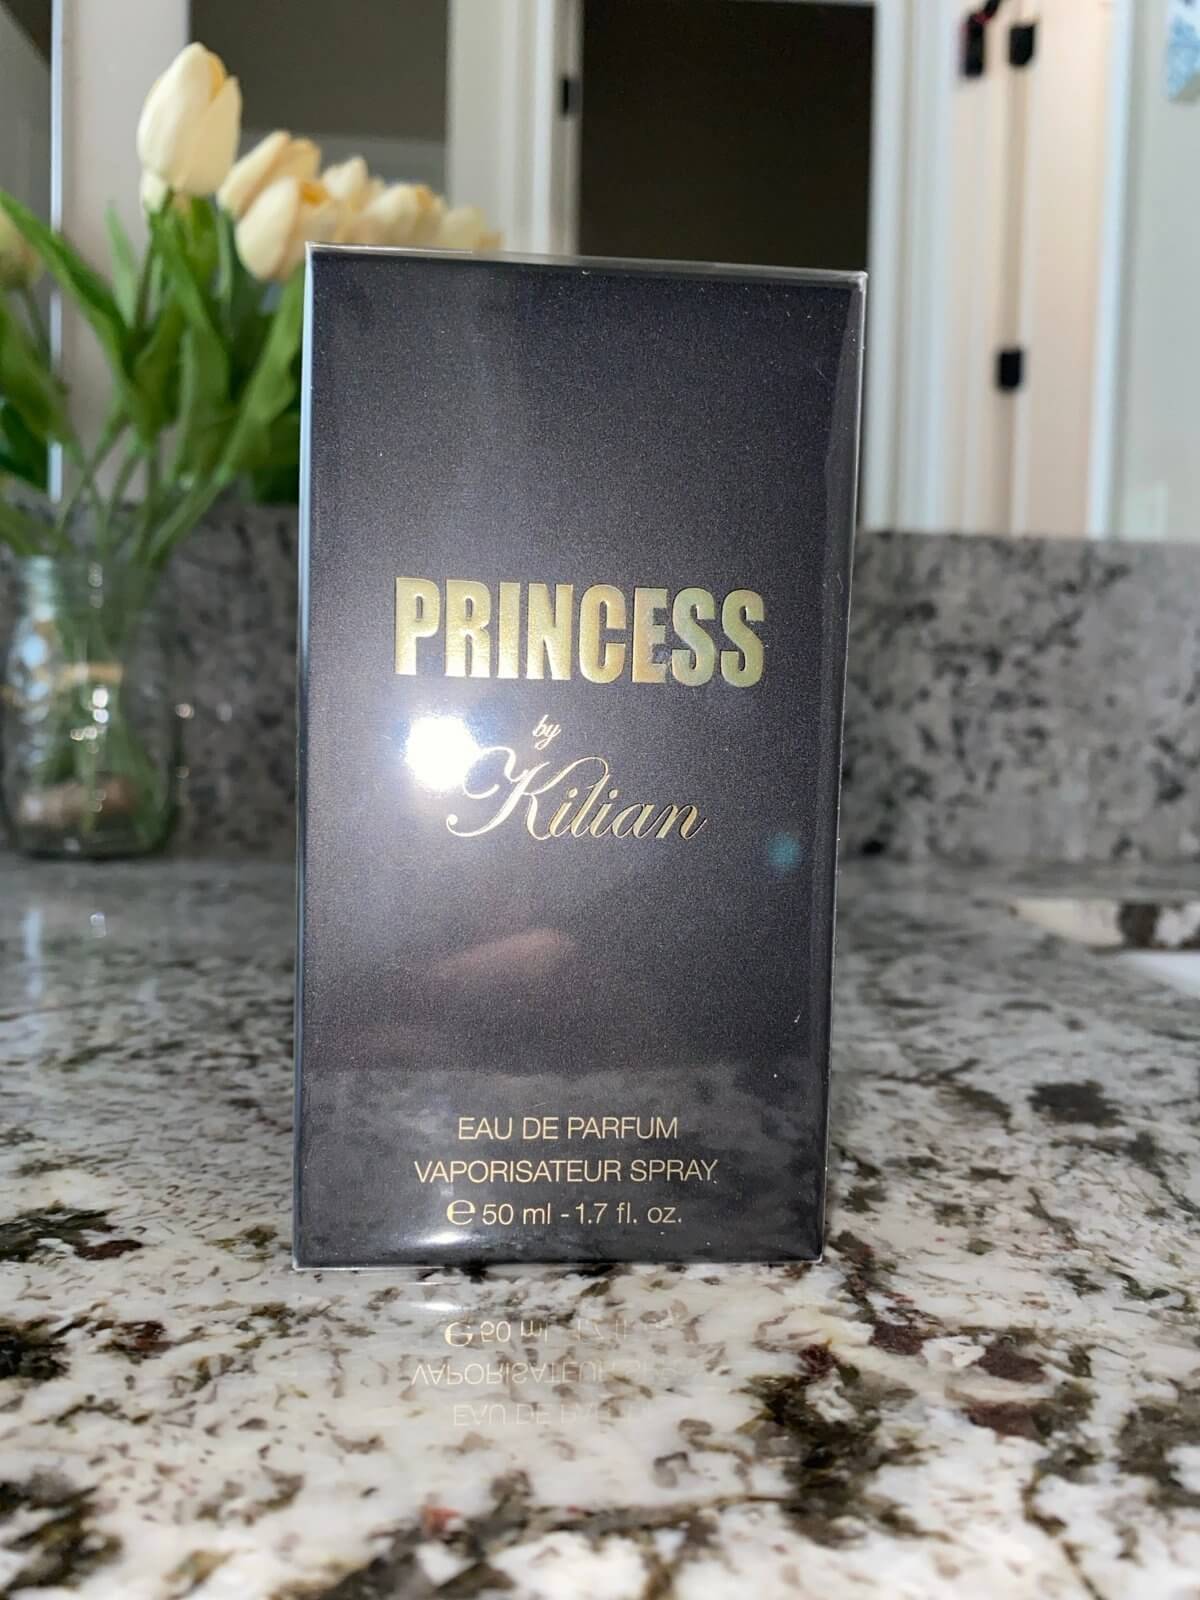 PRINCESS
by
Kilian
EAU DE PARFUM
VAPORISATEUR SPRAY
℮ 50 ml - 1.7 fl. oz.